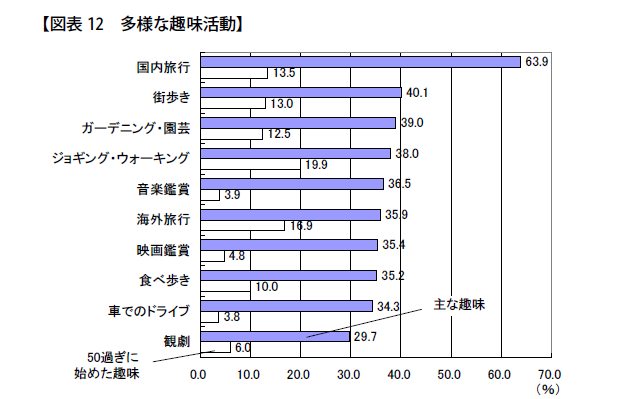 【図表 12　多様な趣味活動】
国内旅行 63.9
13.5
街歩き 40.1
13.0
ガーデニング・園芸 39.0
12.5
ジョギング・ウォーキング 38.0
19.9
音楽鑑賞 36.5
3.9
海外旅行 35.9
16.9
映画鑑賞 35.4
4.8
食べ歩き 35.2
10.0
車でのドライブ 34.3
3.8
主な趣味
観劇 29.7
6.0
50過ぎに
始めた趣味
0.0 10.0 20.0 30.0 40.0 50.0 60.0 70.0
（%）